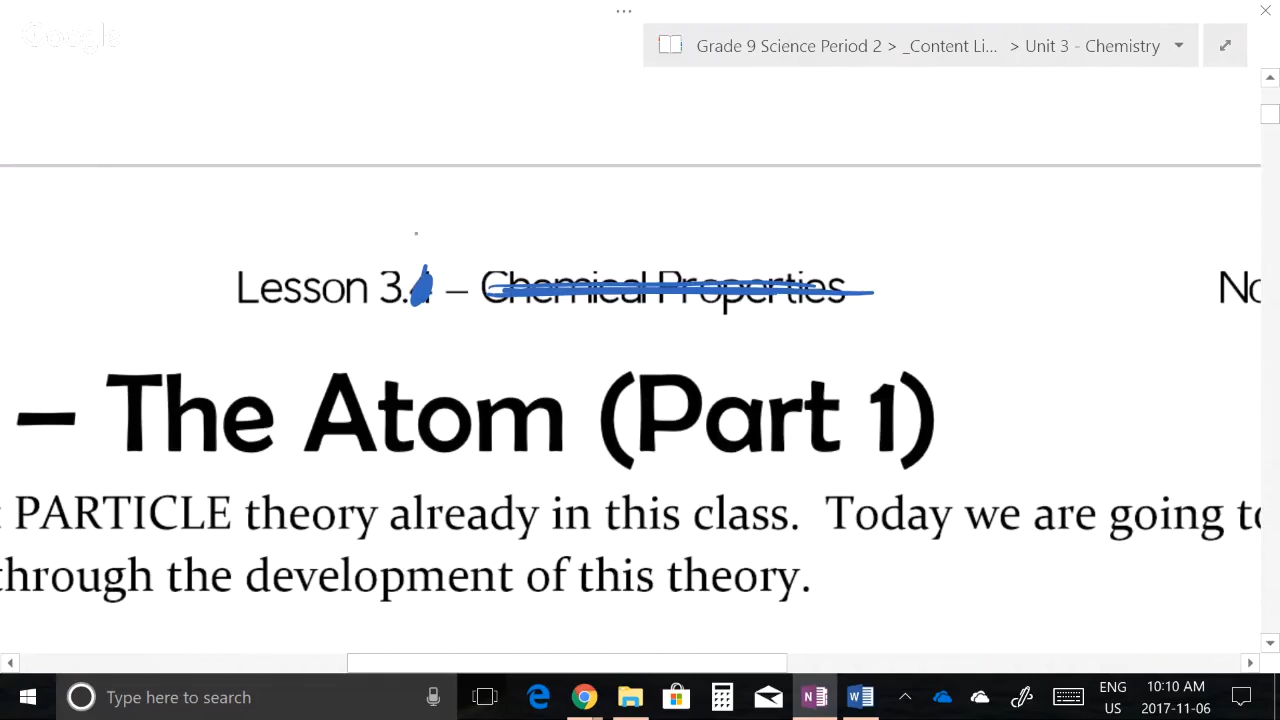 Google
Grade 9 Science Period 2 > _Content Li... > Unit 3 - Chemistry
Lesson 3.4 – Chemical Properties
– The Atom (Part 1)
PARTICLE theory already in this class. Today we are going
through the development of this theory.
Type here to search
ENG
US
10:10 AM
2017-11-06